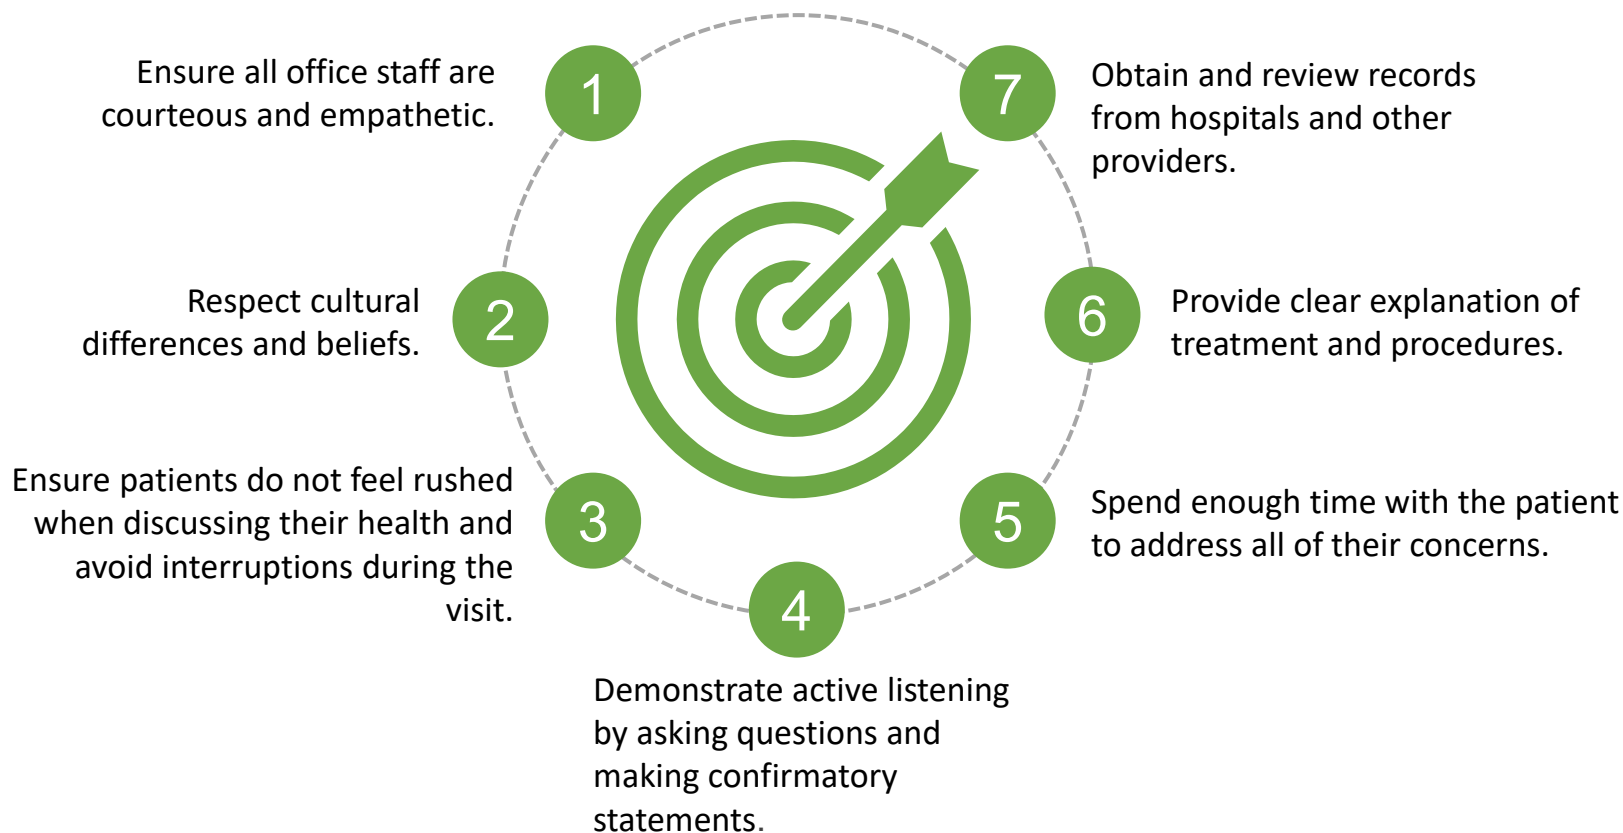 1
Ensure all office staff are
courteous and empathetic.
2
Respect cultural
differences and beliefs.
3
Ensure patients do not feel rushed
when discussing their health and
avoid interruptions during the
visit.
4
Demonstrate active listening
by asking questions and
making confirmatory
statements.
5
Spend enough time with the patient
to address all of their concerns.
6
Provide clear explanation of
treatment and procedures.
7
Obtain and review records
from hospitals and other
providers.